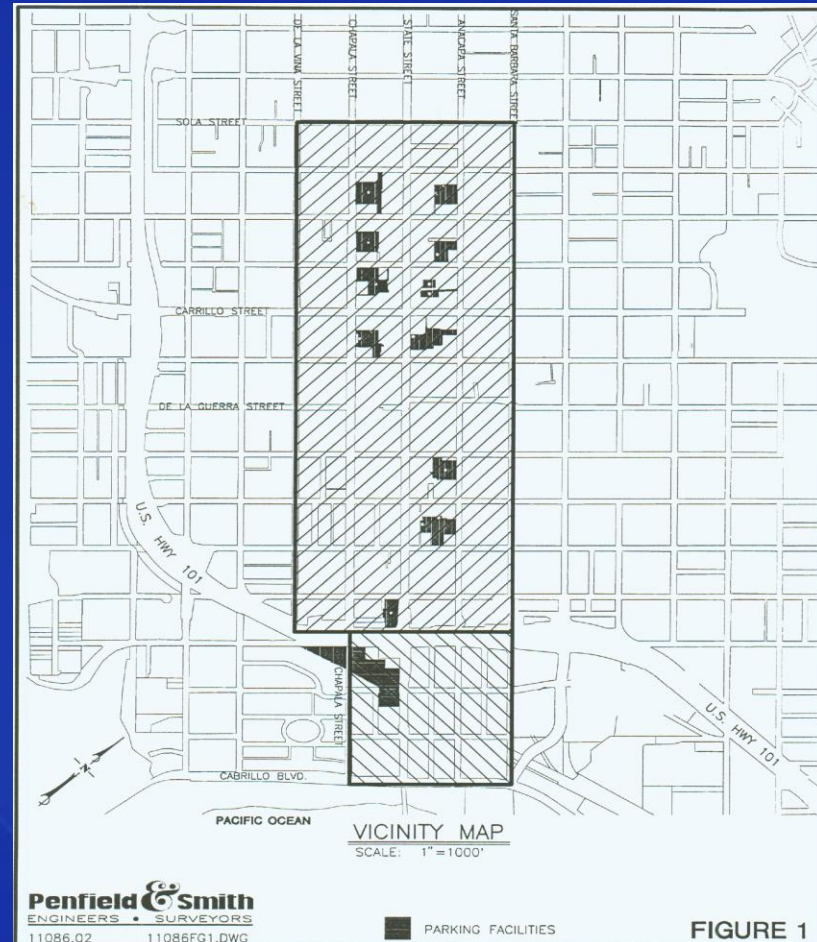 DE LA VINA STREET
CHAPALA STREET
STATE STREET
ANACAPA STREET
SANTA BARBARA STREE
SOLA STREET
CARRILLO STREET
DE LA GUERRA STREET
U.S. HWY 101
CHAPALA STREET
U.S. HWY 101
CABRILLO BLVD.
N
PACIFIC OCEAN
VICINITY MAP
SCALE: 1"=1000'
Penfield & Smith
ENGINEERS • SURVEYORS
11086.02 11086FG1.DWG
PARKING FACILITIES
FIGURE 1